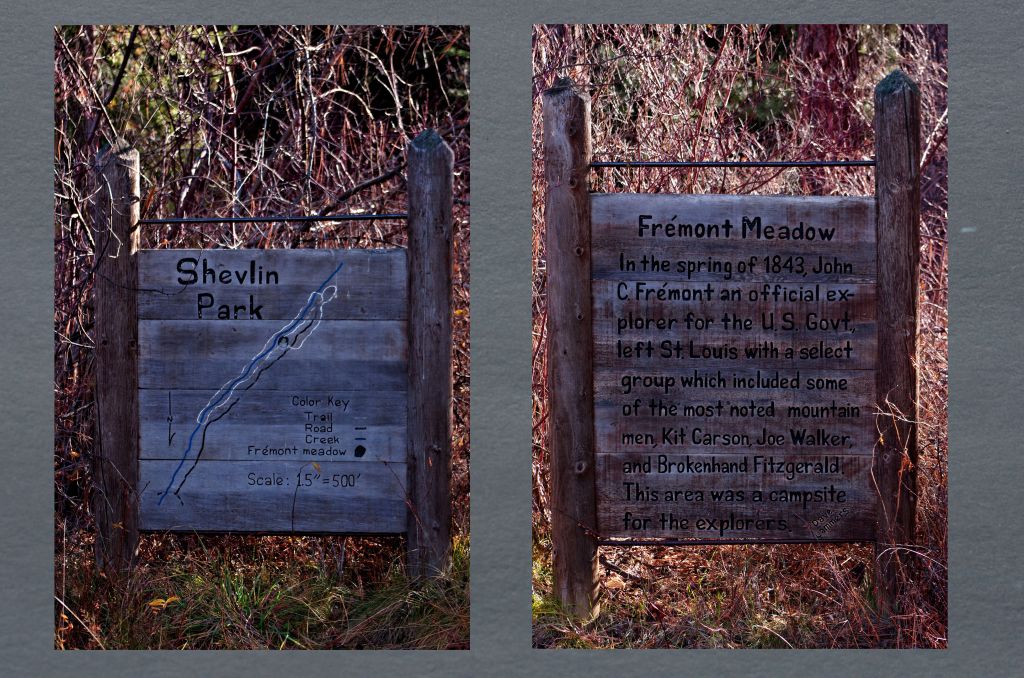 Shevlin
Park
N
Color Key
Trail
Road
Creek
Frémont meadow
Scale: 1.5"=500'
Frémont Meadow
In the spring of 1843, John
C. Frémont an official ex-
plorer for the U.S. Govt.,
left St. Louis with a select
group which included some
of the most noted mountain
men, Kit Carson, Joe Walker,
and Brokenhand Fitzgerald.
This area was a campsite
for the explorers.